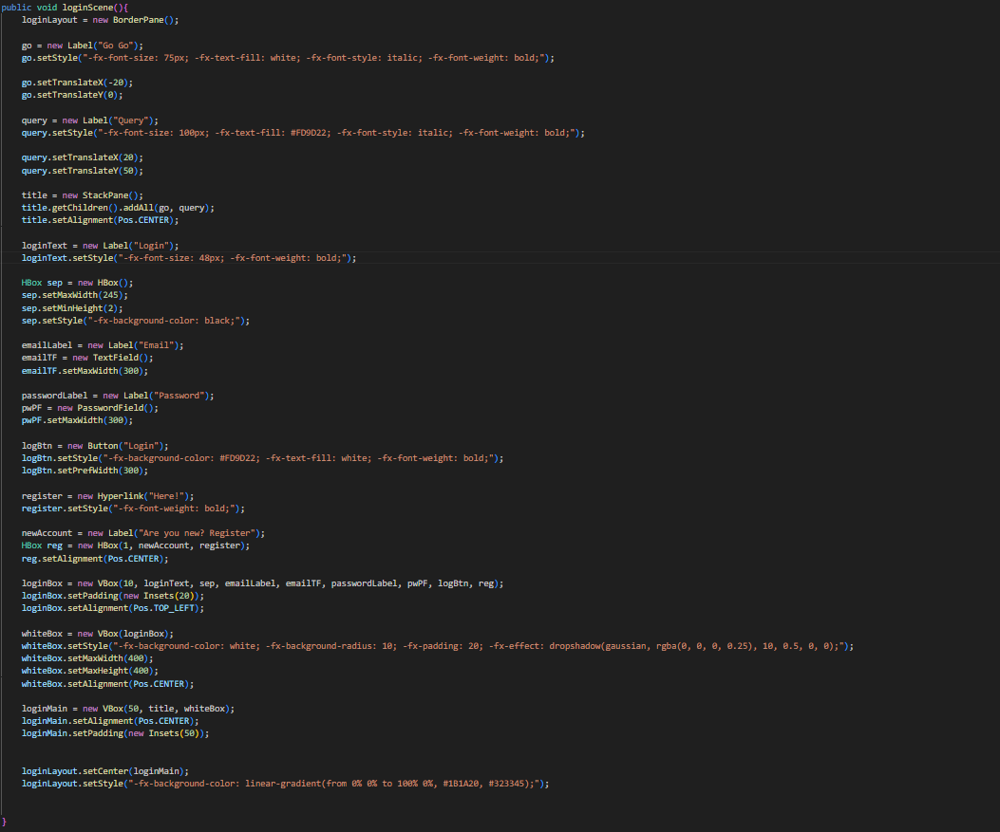 public void loginScene(){
loginLayout = new BorderPane();
go = new Label("Go Go");
go.setStyle("-fx-font-size: 75px; -fx-text-fill: white; -fx-font-style: italic; -fx-font-weight: bold;");
go.setTranslateX(-20);
go.setTranslateY(0);
query = new Label("Query");
query.setStyle("-fx-font-size: 100px; -fx-text-fill: #FD9D22; -fx-font-style: italic; -fx-font-weight: bold;");
query.setTranslateX(20);
query.setTranslateY(50);
title = new StackPane();
title.getChildren().addAll(go, query);
title.setAlignment(Pos.CENTER);
loginText = new Label("Login");
loginText.setStyle("-fx-font-size: 48px; -fx-font-weight: bold;");
HBox sep = new HBox();
sep.setMaxWidth(245);
sep.setMinHeight(2);
sep.setStyle("-fx-background-color: black;");
emailLabel = new Label("Email");
emailTF = new TextField();
emailTF.setMaxWidth(300);
passwordLabel = new Label("Password");
pwPF = new PasswordField();
pwPF.setMaxWidth(300);
logBtn = new Button("Login");
logBtn.setStyle("-fx-background-color: #FD9D22; -fx-text-fill: white; -fx-font-weight: bold;");
logBtn.setPrefWidth(300);
register = new Hyperlink("Here!");
register.setStyle("-fx-font-weight: bold;");
newAccount = new Label("Are you new? Register");
HBox reg = new HBox(1, newAccount, register);
reg.setAlignment(Pos.CENTER);
loginBox = new VBox(10, loginText, sep, emailLabel, emailTF, passwordLabel, pwPF, logBtn, reg);
loginBox.setPadding(new Insets(20));
loginBox.setAlignment(Pos.TOP_LEFT);
whiteBox = new VBox(loginBox);
whiteBox.setStyle("-fx-background-color: white; -fx-background-radius: 10; -fx-padding: 20; -fx-effect: dropshadow(gaussian, rgba(0, 0, 0, 0.25), 10, 0.5, 0, 0);");
whiteBox.setMaxWidth(400);
whiteBox.setMaxHeight(400);
whiteBox.setAlignment(Pos.CENTER);
loginMain = new VBox(50, title, whiteBox);
loginMain.setAlignment(Pos.CENTER);
loginMain.setPadding(new Insets(50));
loginLayout.setCenter(loginMain);
loginLayout.setStyle("-fx-background-color: linear-gradient(from 0% 0% to 100% 0%, #1B1A20, #323345);");
}